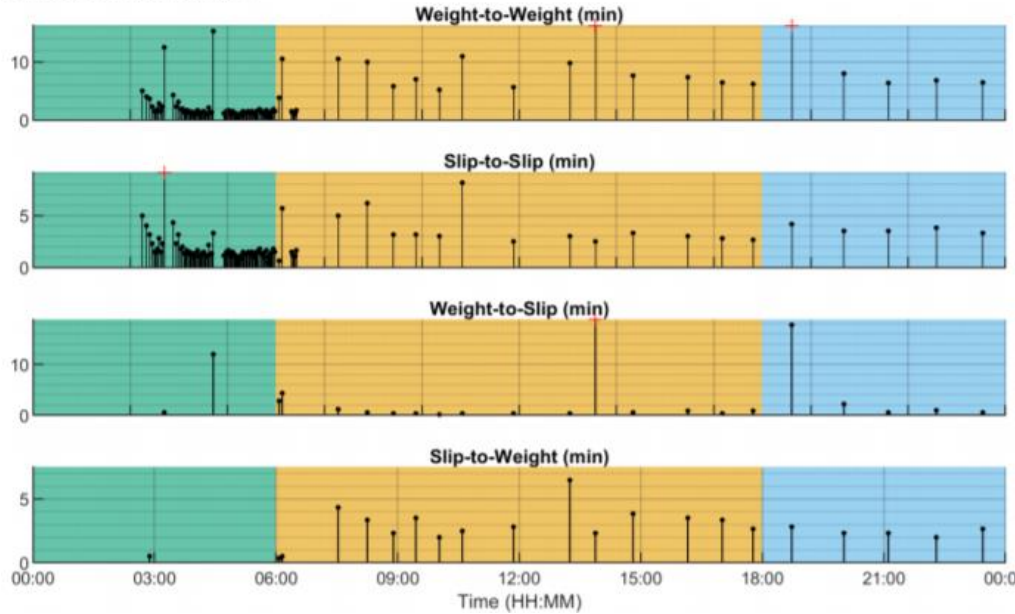 Weight-to-Weight (min)
10
0
Slip-to-Slip (min)
5
0
Weight-to-Slip (min)
10
0
Slip-to-Weight (min)
5
0
00:00 03:00 06:00 09:00 12:00 15:00 18:00 21:00 00:0
Time (HH:MM)